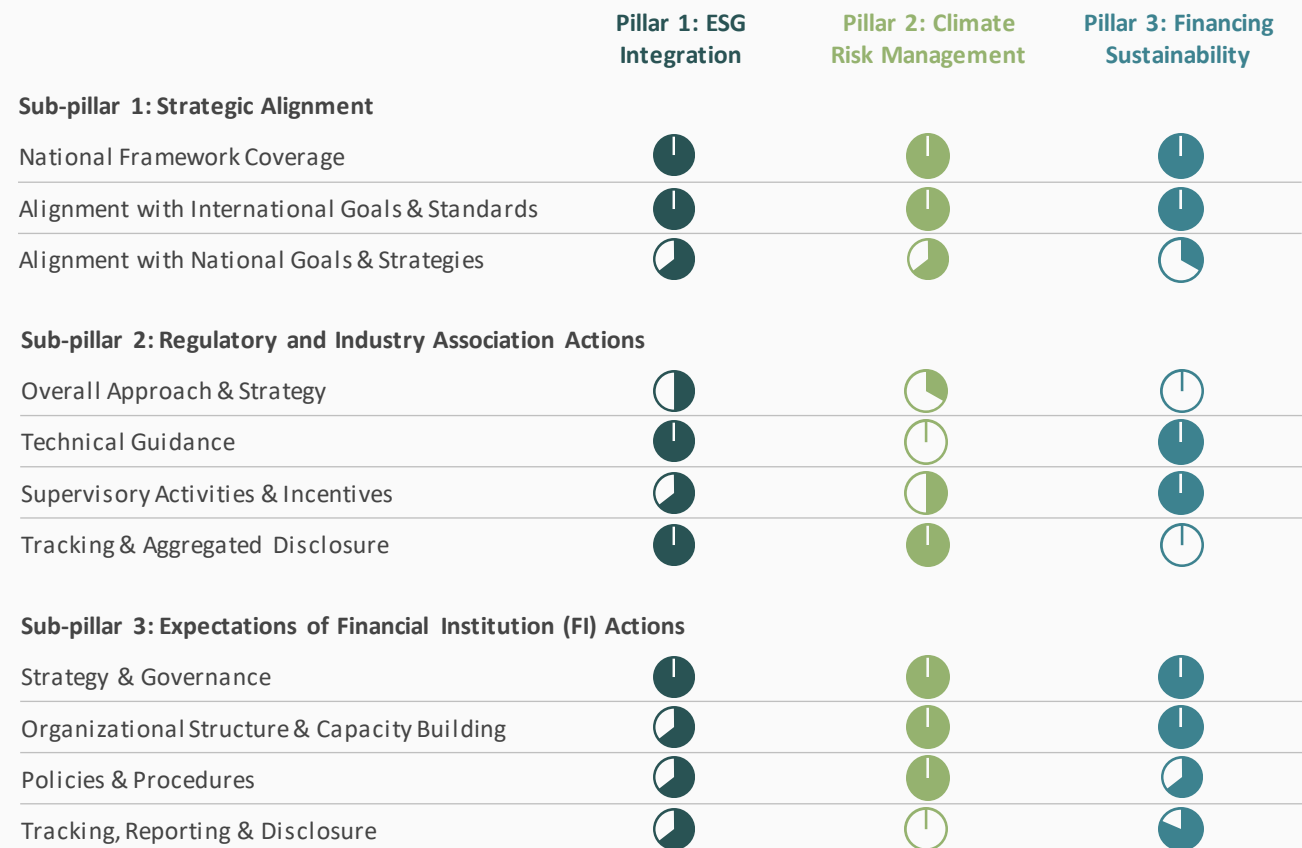 Pillar 1: ESG
Integration
Pillar 2: Climate
Risk Management
Pillar 3: Financing
Sustainability
Sub-pillar 1: Strategic Alignment
National Framework Coverage
Alignment with International Goals & Standards
Alignment with National Goals & Strategies
Sub-pillar 2: Regulatory and Industry Association Actions
Overall Approach & Strategy
Technical Guidance
Supervisory Activities & Incentives
Tracking & Aggregated Disclosure
Sub-pillar 3: Expectations of Financial Institution (FI) Actions
Strategy & Governance
Organizational Structure & Capacity Building
Policies & Procedures
Tracking, Reporting & Disclosure